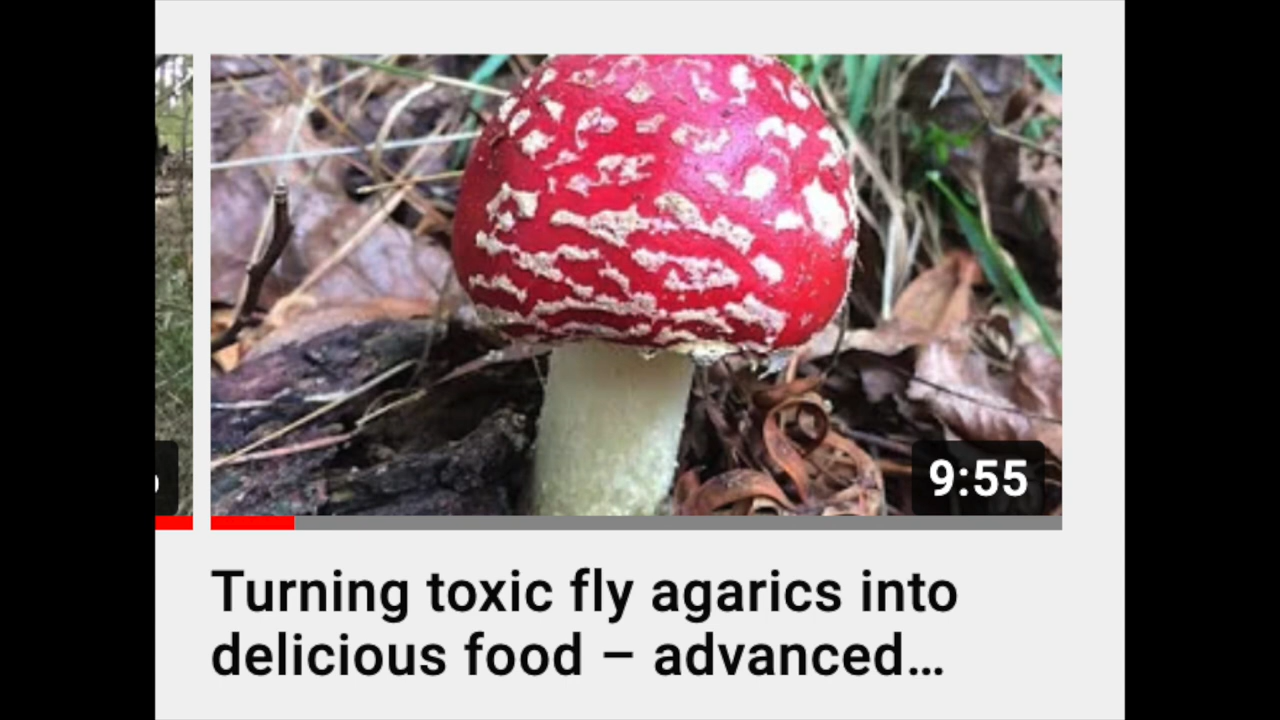 9:55
Turning toxic fly agarics into
delicious food – advanced...